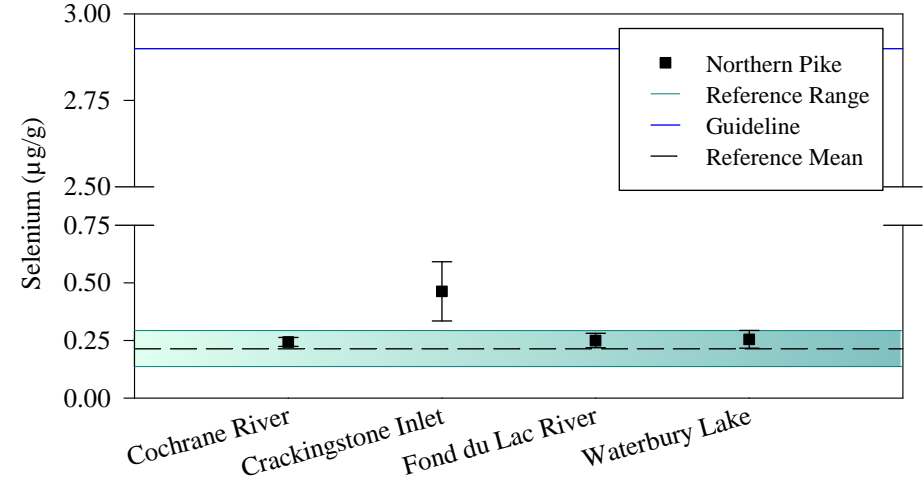 3.00
2.75
2.50
0.75
0.50
0.25
0.00
Selenium (µg/g)
Northern Pike
Reference Range
Guideline
Reference Mean
Cochrane River
Crackingstone Inlet
Fond du Lac River
Waterbury Lake